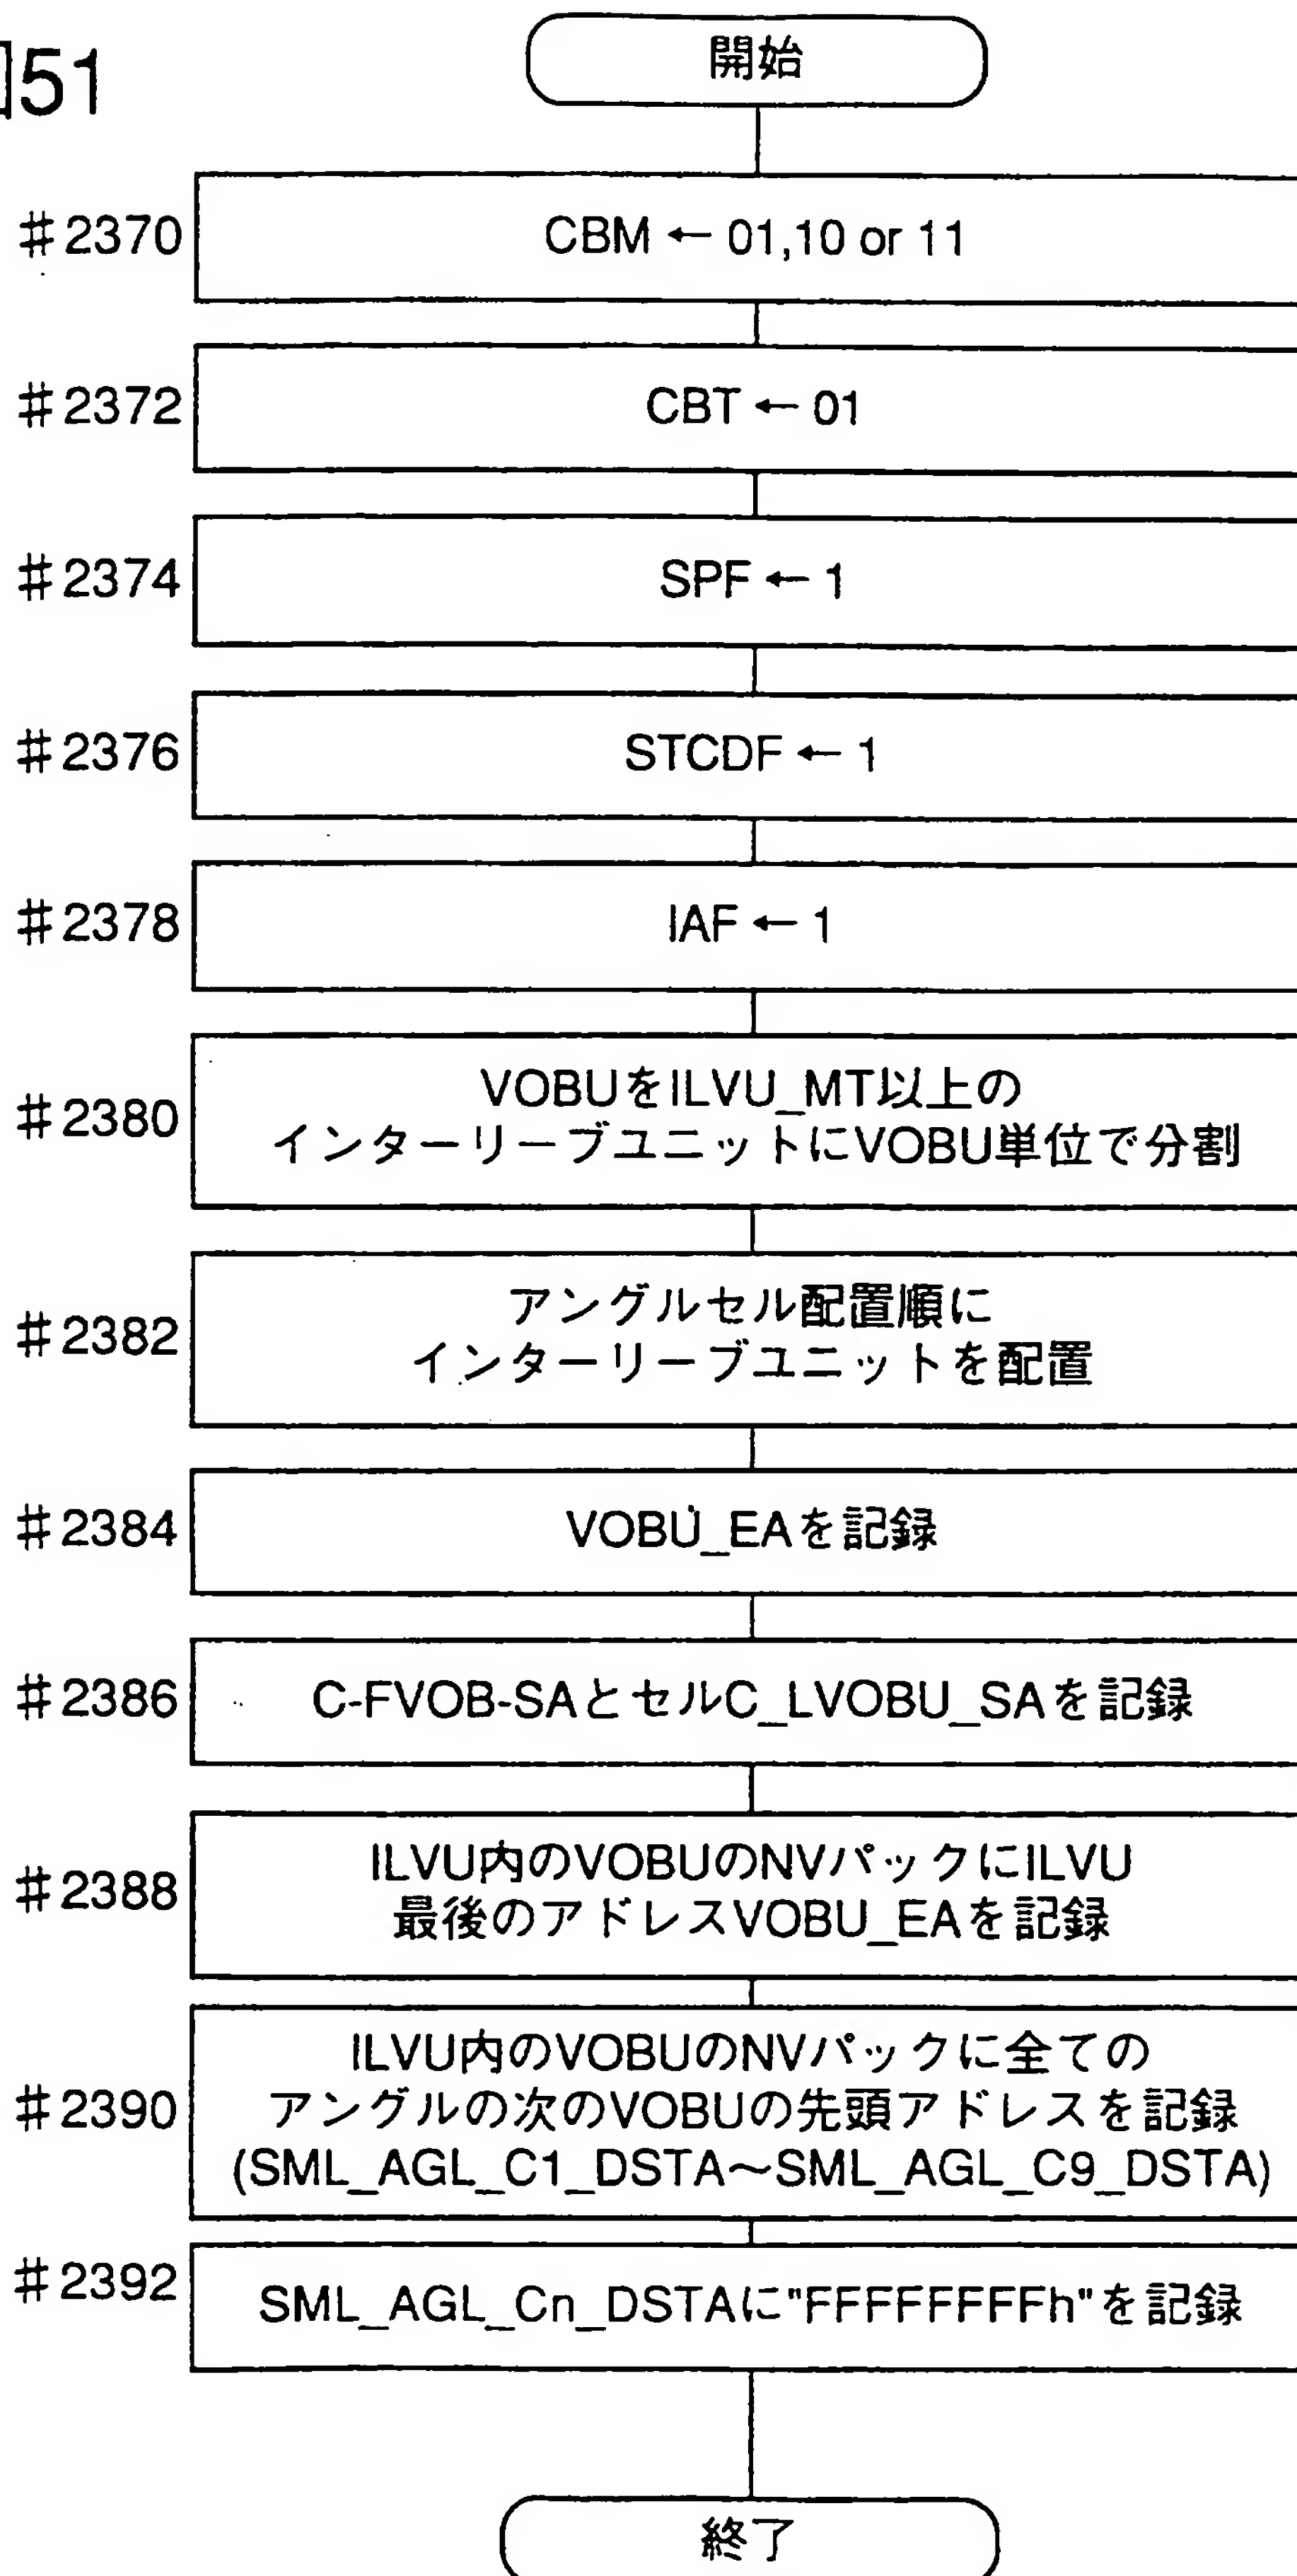 図51
開始
#2370
CBM ← 01,10 or 11
#2372
CBT ← 01
#2374
SPF ← 1
#2376
STCDF ← 1
#2378
IAF ← 1
#2380
VOBUをILVU_MT以上の
インターリーブユニットにVOBU単位で分割
#2382
アングルセル配置順に
インターリーブユニットを配置
#2384
VOBU_EAを記録
#2386
C-FVOB-SAとセルC_LVOBU_SAを記録
#2388
ILVU内のVOBUのNVパックにILVU
最後のアドレスVOBU_EAを記録
#2390
ILVU内のVOBUのNVパックに全ての
アングルの次のVOBUの先頭アドレスを記録
(SML_AGL_C1_DSTA～SML_AGL_C9_DSTA)
#2392
SML_AGL_Cn_DSTAに"FFFFFFFFh"を記録
終了